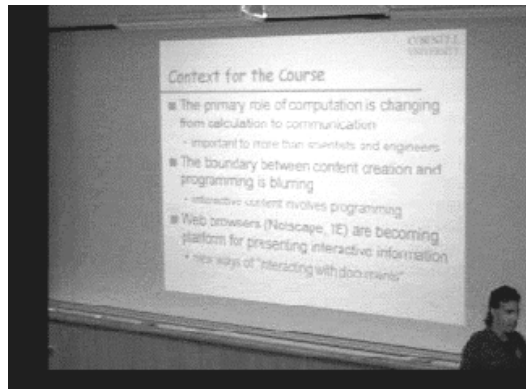 CORNELL
UNIVERSITY
Context for the Course
■ The primary role of computation is changing
from calculation to communication
• important to more than scientists and engineers
■ The boundary between content creation and
programming is blurring
• interactive content involves programming
■ Web browsers (Netscape, IE) are becoming
platform for presenting interactive information
• new ways of "interacting with documents"